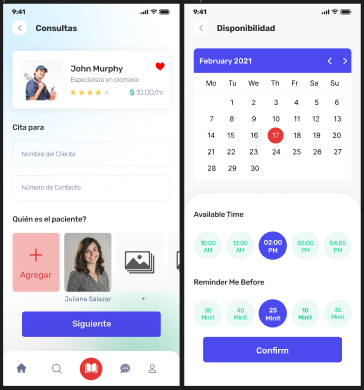 9:41
Consultas
John Murphy
Especialista en plomería
$ 10.00/hr
Cita para
Nombre del Cliente
Número de Contacto
Quién es el paciente?
Agregar
Juliana Salazar
+
Siguiente
9:41
Disponibilidad
February 2021
Mo Tu We Th Fr Sa Su
1 2 3 4 5 6
7 8 9 10 11 12 13
14 15 16 17 18 19 20
21 22 23 24 25 26 27
28 29 30
Available Time
10:00 AM
12:00 AM
02:00 PM
03:00 PM
04:00 PM
Reminder Me Before
30 Minit
40 Minit
25 Minit
10 Minit
35 Minit
Confirm